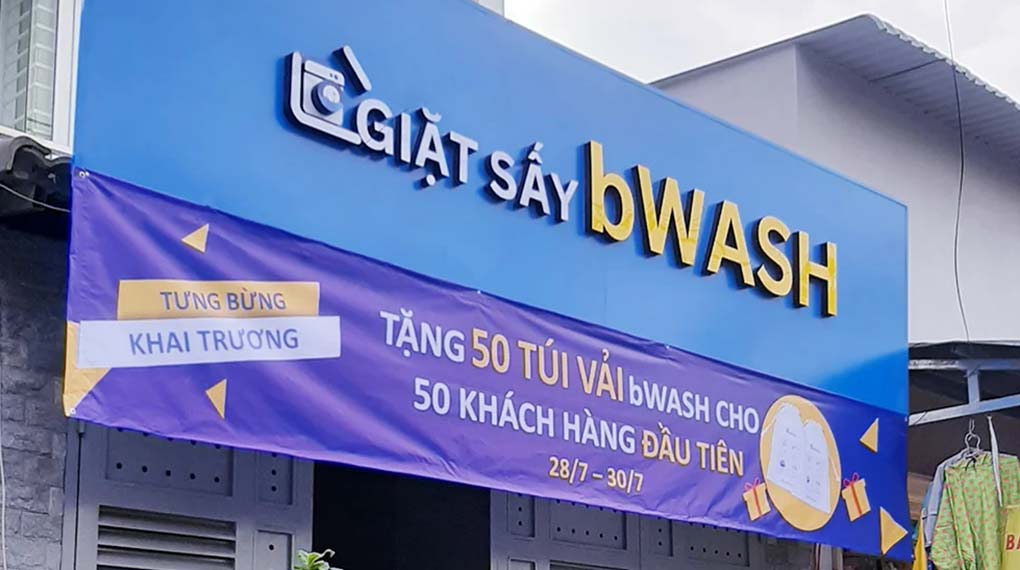 GIẶT SẤY bWASH
TƯNG BỪNG
KHAI TRƯƠNG
TẶNG 50 TÚI VẢI bWASH CHO
50 KHÁCH HÀNG ĐẦU TIÊN
28/7 – 30/7